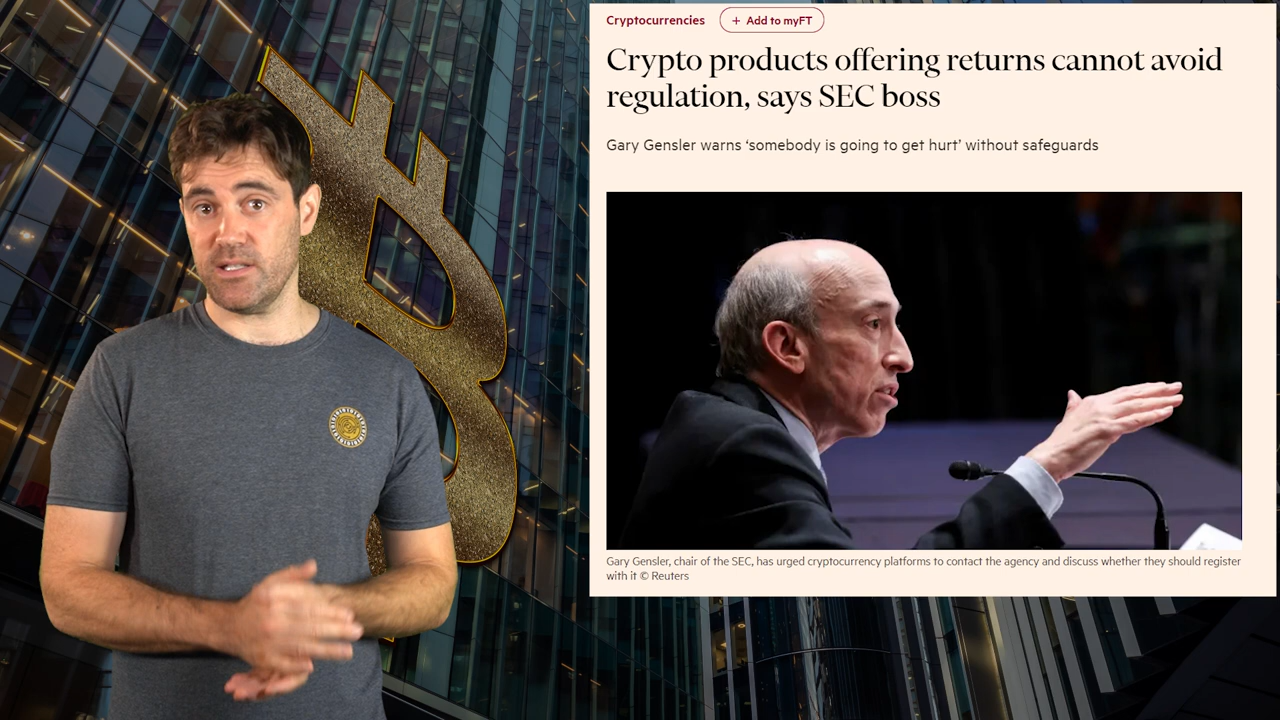 Cryptocurrencies
+ Add to myFT
Crypto products offering returns cannot avoid
regulation, says SEC boss
Gary Gensler warns ‘somebody is going to get hurt’ without safeguards
Gary Gensler, chair of the SEC, has urged cryptocurrency platforms to contact the agency and discuss whether they should register
with it © Reuters